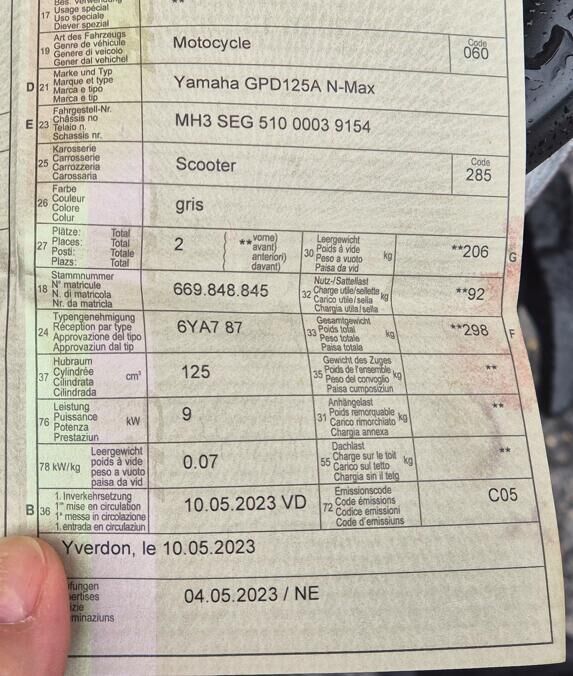 Bes. Verwendung
17 Usage spécial **
Uso speciale
Diever spezial
19 Art des Fahrzeugs Motocycle Code
Genre de véhicule 060
Genere di veicolo
Gener dal vehichel
D 21 Marke und Typ Yamaha GPD125A N-Max
Marque et type
Marca e tipo
Marca e tip
E 23 Fahrgestell-Nr. MH3 SEG 510 0003 9154
Châssis no
Telaio n.
Schassis nr.
25 Karosserie Scooter Code
Carrosserie 285
Carrozzeria
Carossaria
26 Farbe gris
Couleur
Colore
Colur
27 Plätze: Total 2 ** vorne)
Places: Total avant)
Posti: Totale anteriori)
Plazs: Total davant)
30 Leergewicht kg **206 G
Poids à vide
Peso a vuoto
Paisa da vid
18 Stammnummer 669.848.845
N° matricule
N. di matricola
Nr. da matricla
32 Nutz-/Sattellast kg **92
Charge utile/sellette
Carico utile/sella
Chargia utila/sella
24 Typengenehmigung 6YA7 87
Réception par type
Approvazione del tipo
Approvaziun dal tip
33 Gesamtgewicht kg **298 F
Poids total
Peso totale
Paisa totala
37 Hubraum cm³ 125
Cylindrée
Cilindrata
Cilindrada
35 Gewicht des Zuges kg **
Poids de l'ensemble
Peso del convoglio
Paisa cumposiziun
76 Leistung kW 9
Puissance
Potenza
Prestaziun
31 Anhängelast kg **
Poids remorquable
Carico rimorchiato
Chargia annexa
78 kW/kg Leergewicht 0.07
poids à vide
peso a vuoto
paisa da vid
55 Dachlast kg **
Charge sur le toit
Carico sul tetto
Chargia sin il tetg
B 36 1. Inverkehrsetzung 10.05.2023 VD
1re mise en circulation
1a messa in circolazione
1. entrada en circulaziun
72 Emissionscode C05
Code émissions
Codice emissioni
Code d'emissiuns
Yverdon, le 10.05.2023
04.05.2023 / NE